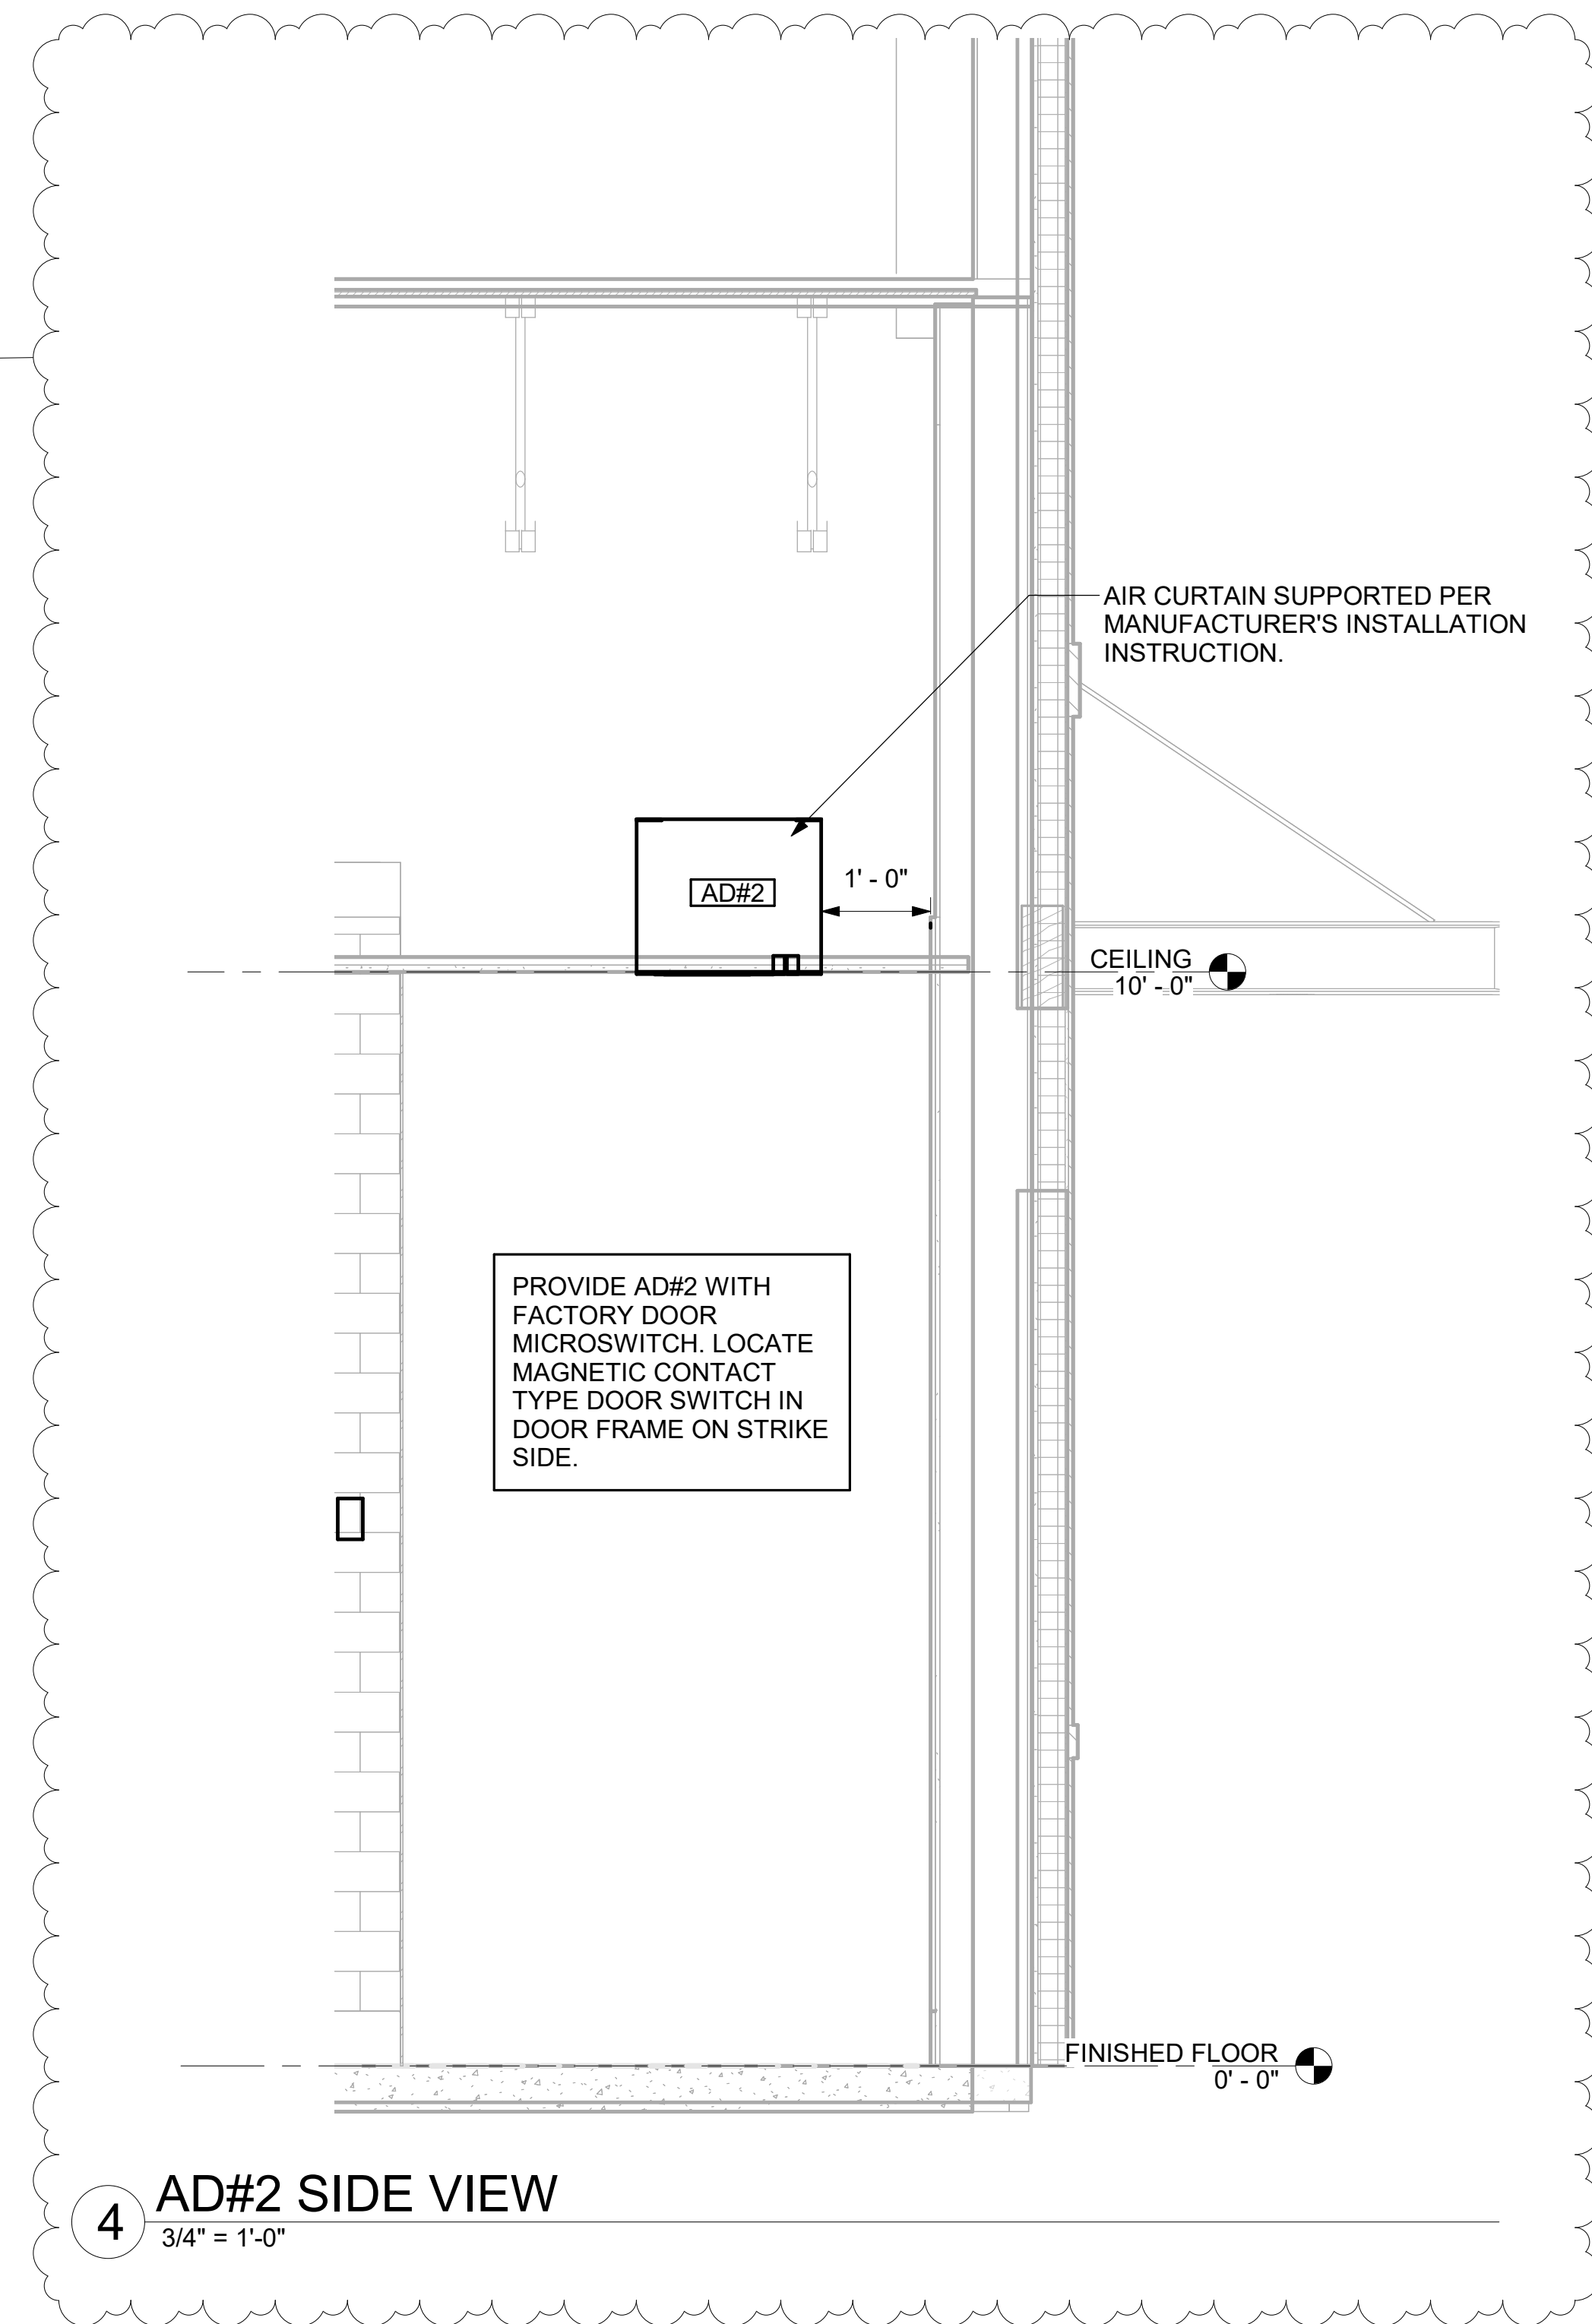 AIR CURTAIN SUPPORTED PER
MANUFACTURER'S INSTALLATION
INSTRUCTION.
1' - 0"
AD#2
CEILING
10' - 0"
PROVIDE AD#2 WITH
FACTORY DOOR
MICROSWITCH. LOCATE
MAGNETIC CONTACT
TYPE DOOR SWITCH IN
DOOR FRAME ON STRIKE
SIDE.
FINISHED FLOOR
0' - 0"
4
AD#2 SIDE VIEW
3/4" = 1'-0"